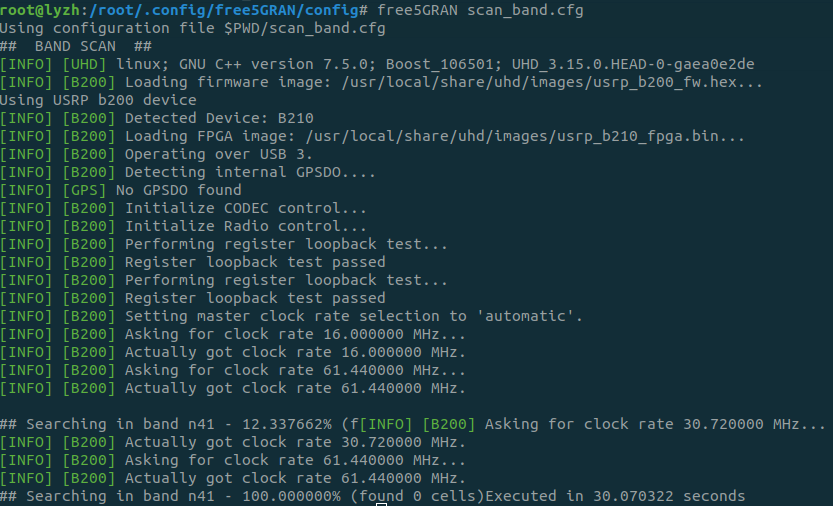 root@lyzh:/root/.config/free5GRAN/config# free5GRAN scan_band.cfg
Using configuration file $PWD/scan_band.cfg
##  BAND SCAN  ##
[INFO] [UHD] linux; GNU C++ version 7.5.0; Boost_106501; UHD_3.15.0.HEAD-0-gaea0e2de
[INFO] [B200] Loading firmware image: /usr/local/share/uhd/images/usrp_b200_fw.hex...
Using USRP b200 device
[INFO] [B200] Detected Device: B210
[INFO] [B200] Loading FPGA image: /usr/local/share/uhd/images/usrp_b210_fpga.bin...
[INFO] [B200] Operating over USB 3.
[INFO] [B200] Detecting internal GPSDO....
[INFO] [GPS] No GPSDO found
[INFO] [B200] Initialize CODEC control...
[INFO] [B200] Initialize Radio control...
[INFO] [B200] Performing register loopback test...
[INFO] [B200] Register loopback test passed
[INFO] [B200] Performing register loopback test...
[INFO] [B200] Register loopback test passed
[INFO] [B200] Setting master clock rate selection to 'automatic'.
[INFO] [B200] Asking for clock rate 16.000000 MHz...
[INFO] [B200] Actually got clock rate 16.000000 MHz.
[INFO] [B200] Asking for clock rate 61.440000 MHz...
[INFO] [B200] Actually got clock rate 61.440000 MHz.
## Searching in band n41 - 12.337662% (f[INFO] [B200] Asking for clock rate 30.720000 MHz...
[INFO] [B200] Actually got clock rate 30.720000 MHz.
[INFO] [B200] Asking for clock rate 61.440000 MHz...
[INFO] [B200] Actually got clock rate 61.440000 MHz.
## Searching in band n41 - 100.000000% (found 0 cells)Executed in 30.070322 seconds